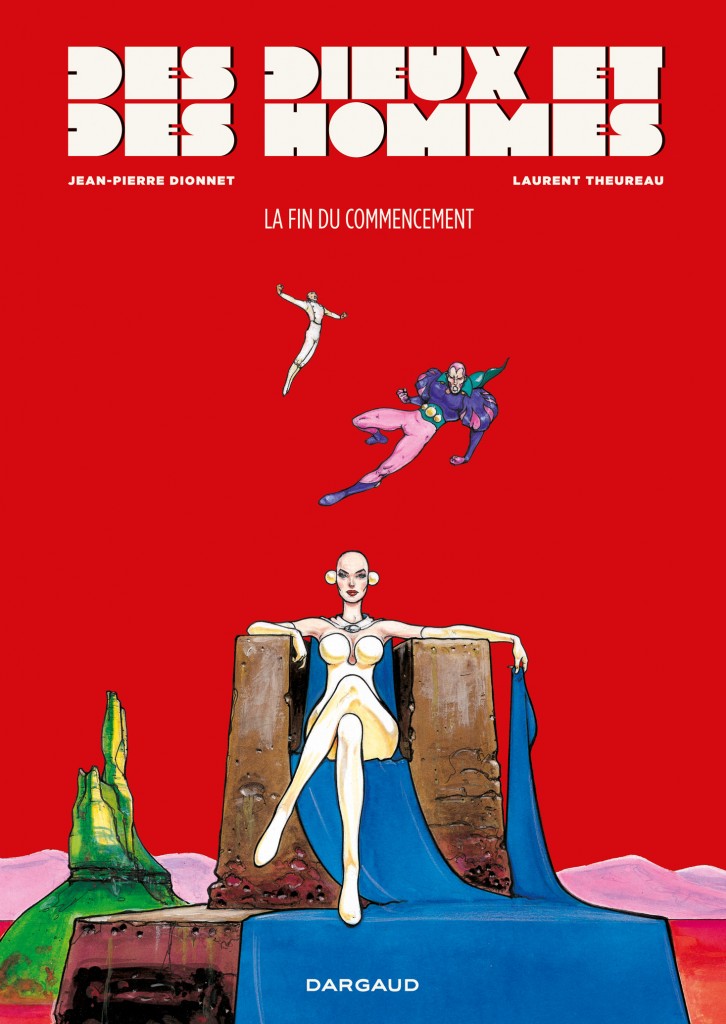 DES DIEUX ET
DES HOMMES
JEAN-PIERRE DIONNET
LAURENT THEUREAU
LA FIN DU COMMENCEMENT
DARGAUD